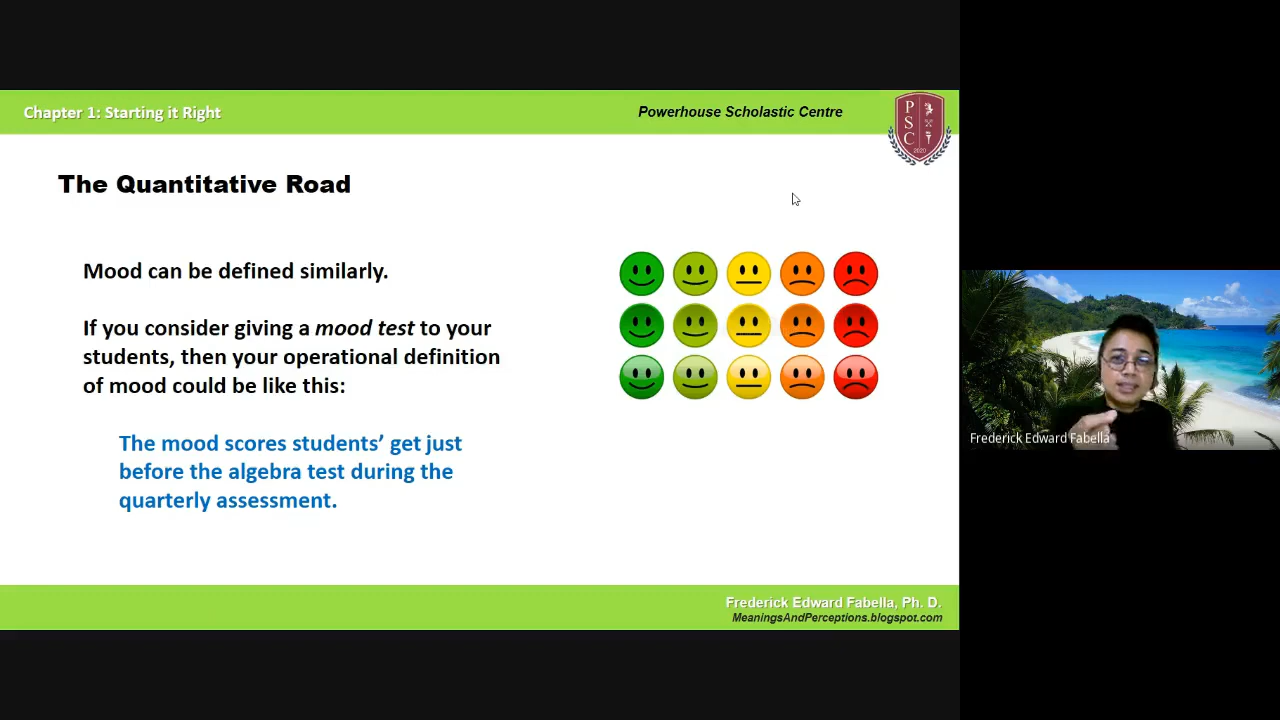 Chapter 1: Starting it Right
Powerhouse Scholastic Centre
P
S
C
2020
The Quantitative Road
Mood can be defined similarly.
If you consider giving a mood test to your
students, then your operational definition
of mood could be like this:
The mood scores students’ get just
before the algebra test during the
quarterly assessment.
Frederick Edward Fabella
Frederick Edward Fabella, Ph. D.
MeaningsAndPerceptions.blogspot.com